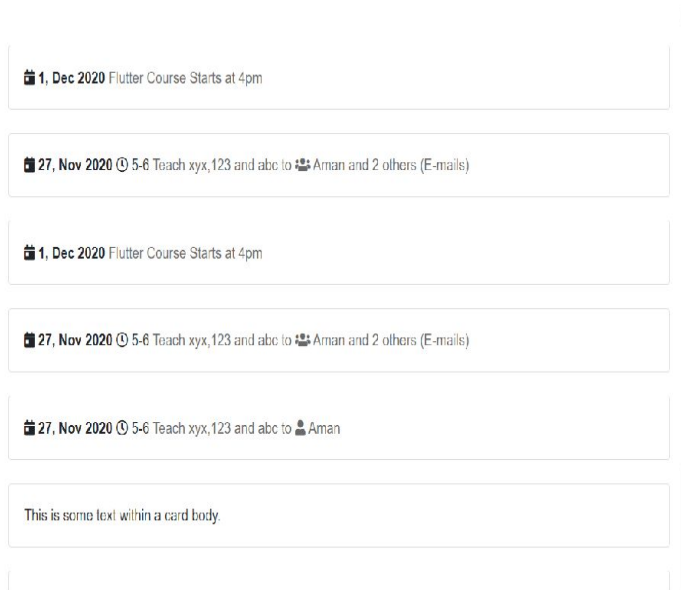 1, Dec 2020 Flutter Course Starts at 4pm
27, Nov 2020 5-6 Teach xyx,123 and abc to Aman and 2 others (E-mails)
1, Dec 2020 Flutter Course Starts at 4pm
27, Nov 2020 5-6 Teach xyx,123 and abc to Aman and 2 others (E-mails)
27, Nov 2020 5-6 Teach xyx,123 and abc to Aman
This is some text within a card body.